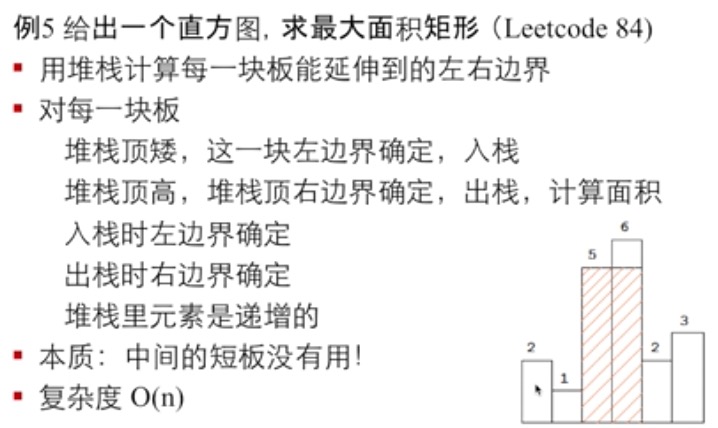 例5 给出一个直方图, 求最大面积矩形 (Leetcode 84)
▪ 用堆栈计算每一块板能延伸到的左右边界
▪ 对每一块板
堆栈顶矮，这一块左边界确定，入栈
堆栈顶高，堆栈顶右边界确定，出栈，计算面积
入栈时左边界确定
出栈时右边界确定
堆栈里元素是递增的
▪ 本质：中间的短板没有用！
▪ 复杂度 O(n)
6
5
3
2
2
1